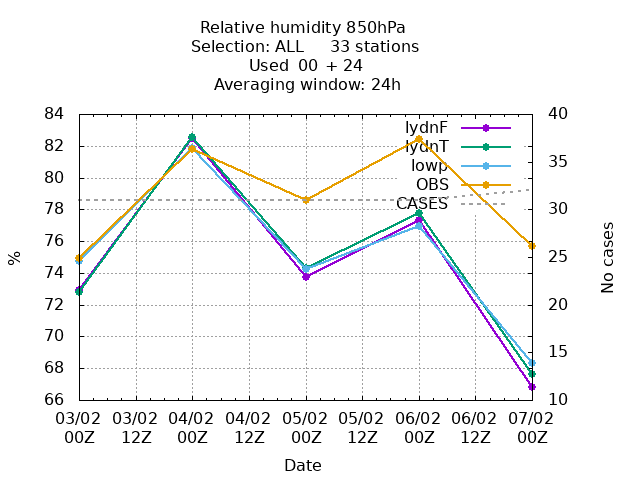 Relative humidity 850hPa
Selection: ALL 33 stations
Used 00 + 24
Averaging window: 24h
84 40
lydnF
82
lydnT
35
lowp
80
OBS
78 30
CASES
76
25
%
No cases
74
72 20
70
15
68
66 10
03/02 03/02 04/02 04/02 05/02 05/02 06/02 06/02 07/02
00Z 12Z 00Z 12Z 00Z 12Z 00Z 12Z 00Z
Date